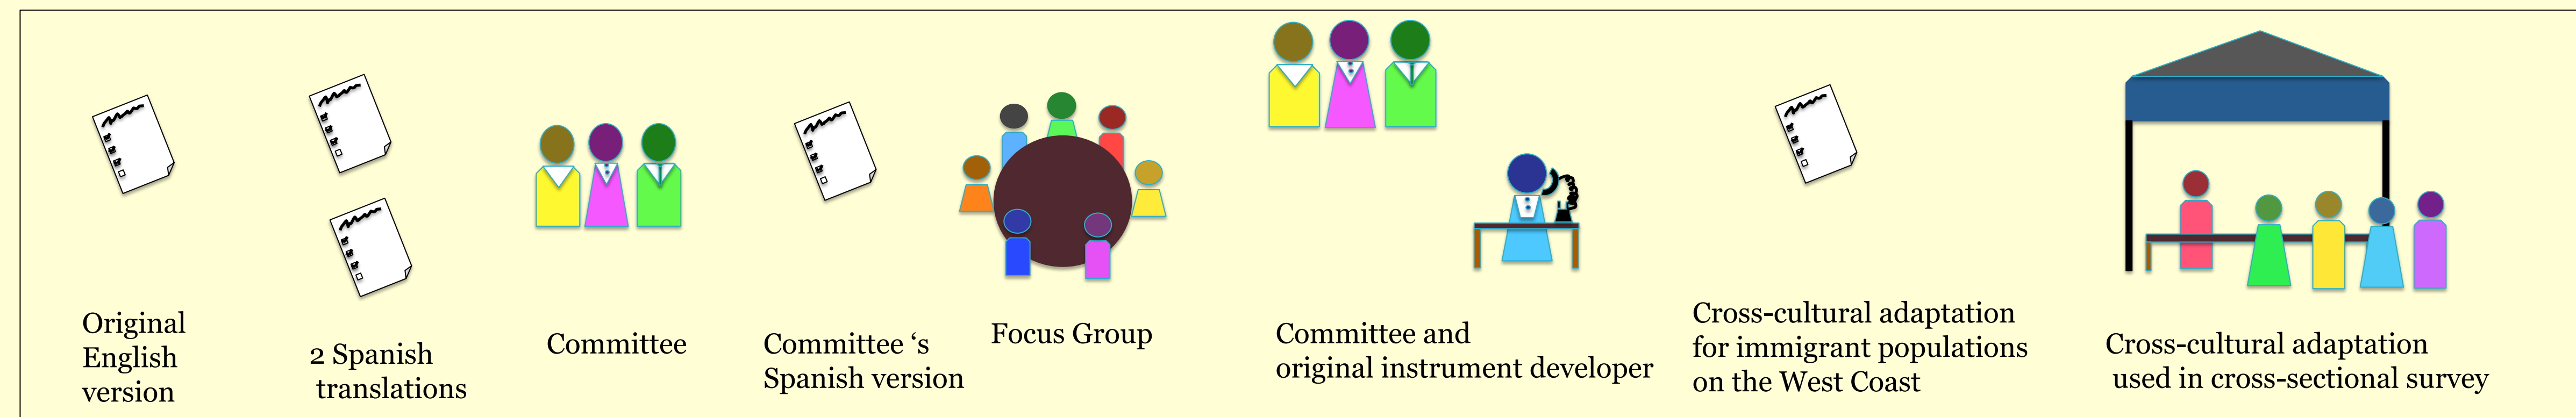 Original
English
version
2 Spanish
translations
Committee
Committee ‘s
Spanish version
Focus Group
Committee and
original instrument developer
Cross-cultural adaptation
for immigrant populations
on the West Coast
Cross-cultural adaptation
used in cross-sectional survey